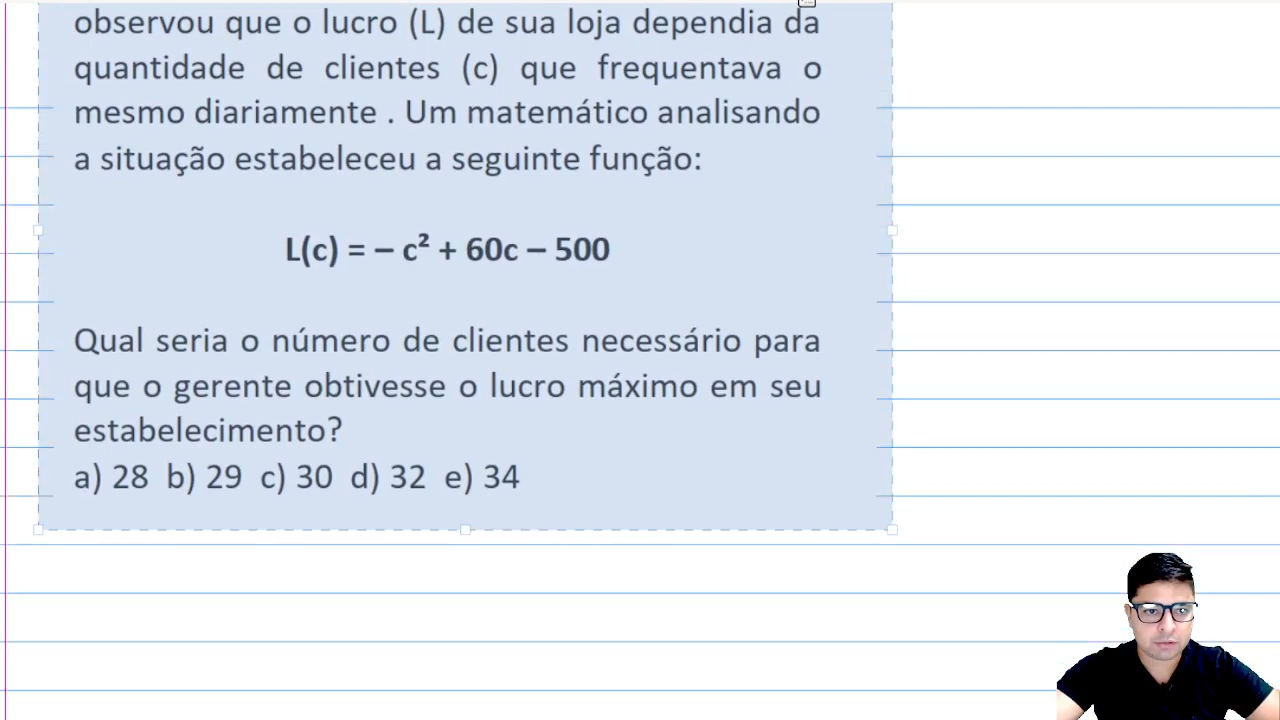 observou que o lucro (L) de sua loja dependia da
quantidade de clientes (c) que frequentava o
mesmo diariamente . Um matemático analisando
a situação estabeleceu a seguinte função:
L(c) = – c² + 60c – 500
Qual seria o número de clientes necessário para
que o gerente obtivesse o lucro máximo em seu
estabelecimento?
a) 28 b) 29 c) 30 d) 32 e) 34